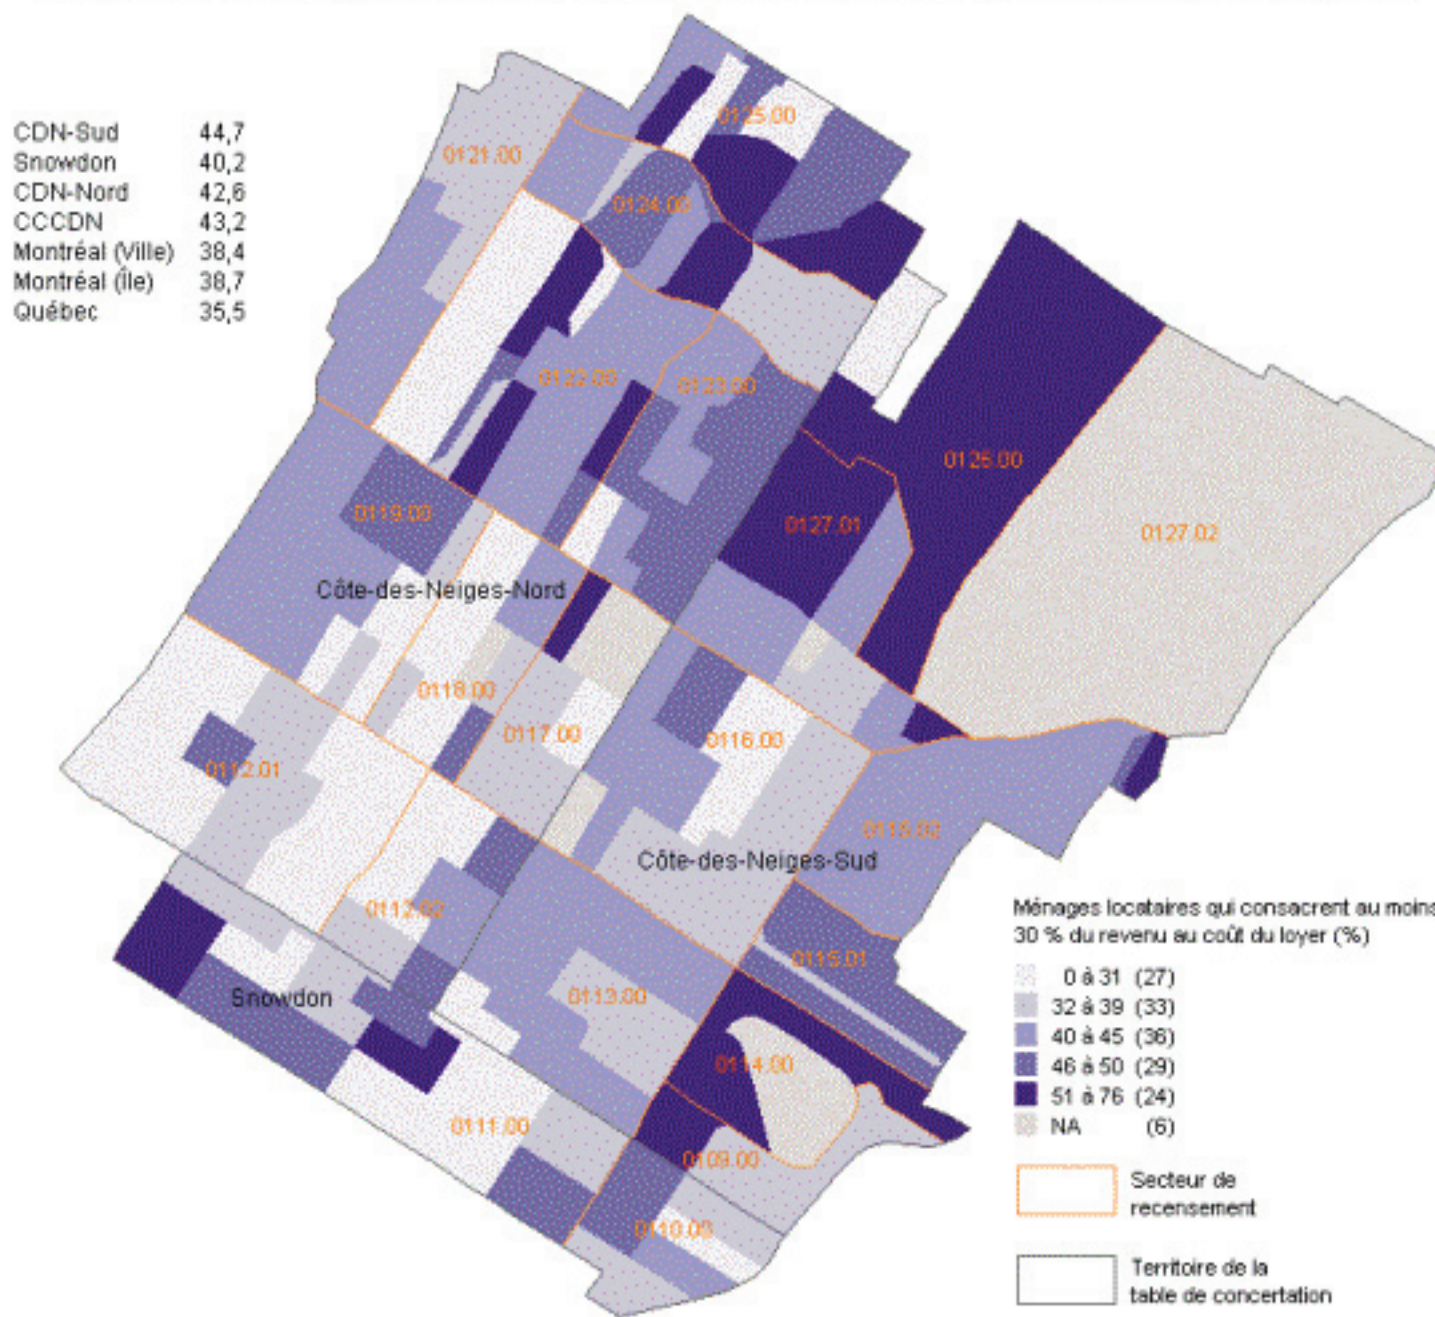 CDN-Sud 44,7
Snowdon 40,2
CDN-Nord 42,6
CCCDN 43,2
Montréal (Ville) 38,4
Montréal (Île) 38,7
Québec 35,5
0125.00
0121.00
0124.00
0122.00
0123.00
0126.00
0119.00
0127.01
0127.02
Côte-des-Neiges-Nord
0118.00
0117.00
0116.00
0112.01
0115.02
Côte-des-Neiges-Sud
0112.02
0115.01
Snowdon
0113.00
0114.00
0111.00
0109.00
0110.00
Ménages locataires qui consacrent au moins
30 % du revenu au coût du loyer (%)
0 à 31 (27)
32 à 39 (33)
40 à 45 (36)
46 à 50 (29)
51 à 76 (24)
NA (6)
Secteur de
recensement
Territoire de la
table de concertation